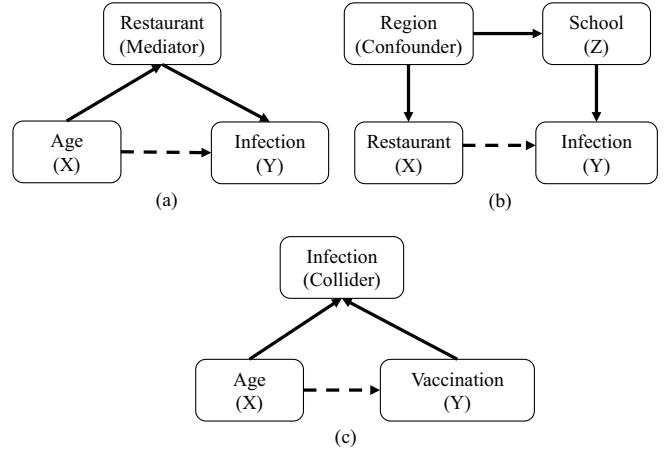 Restaurant
(Mediator)
Age
(X)
Infection
(Y)
(a)
Region
(Confounder)
School
(Z)
Restaurant
(X)
Infection
(Y)
(b)
Infection
(Collider)
Age
(X)
Vaccination
(Y)
(c)